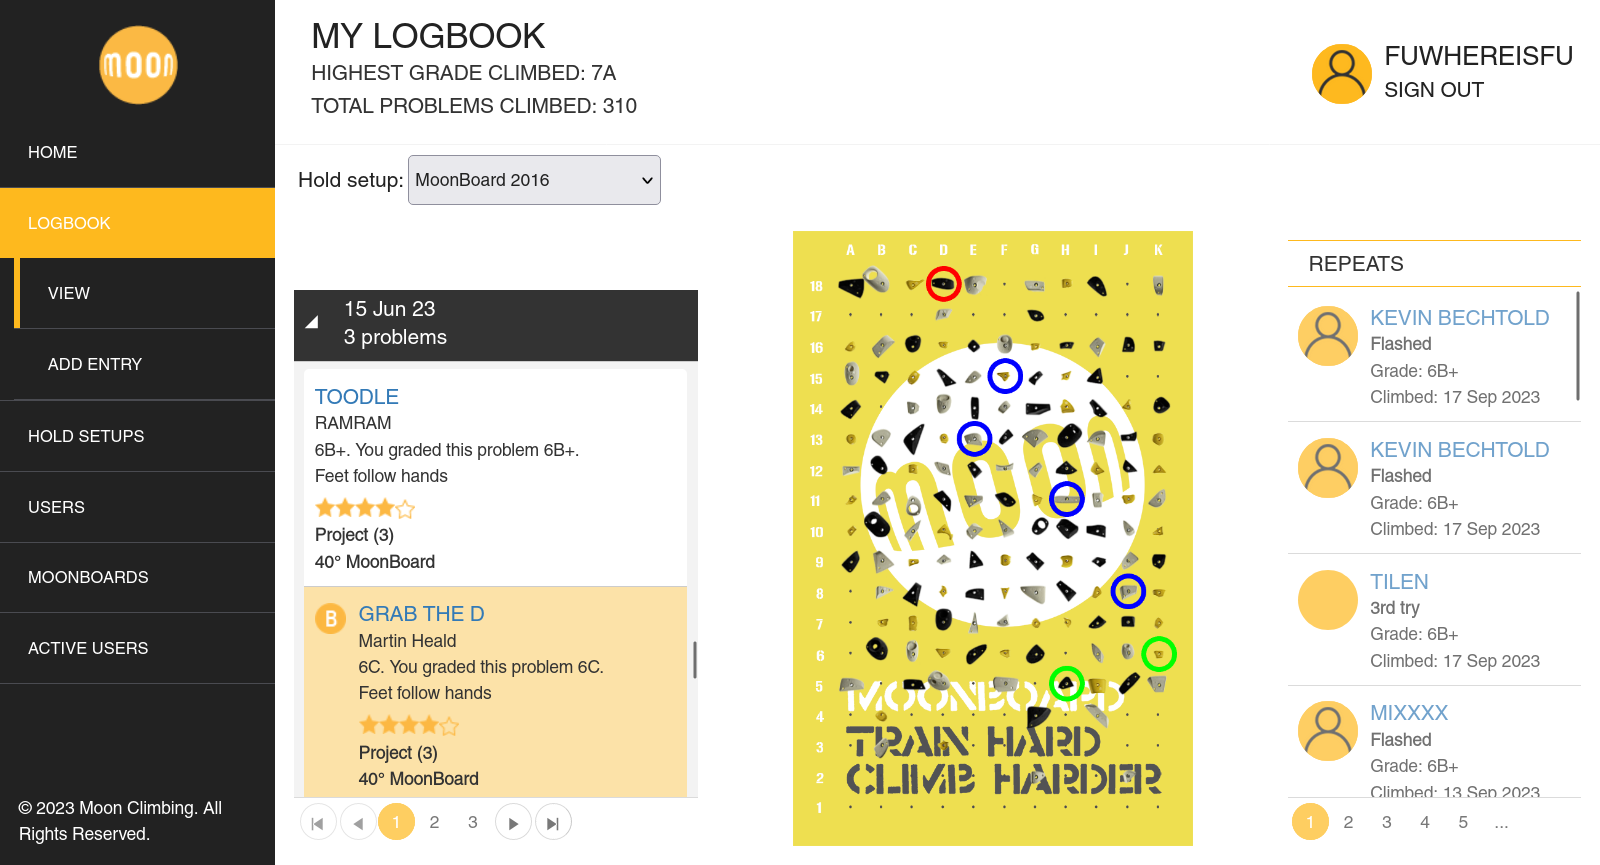 moon
HOME
LOGBOOK
VIEW
ADD ENTRY
HOLD SETUPS
USERS
MOONBOARDS
ACTIVE USERS
© 2023 Moon Climbing. All
Rights Reserved.
MY LOGBOOK
HIGHEST GRADE CLIMBED: 7A
TOTAL PROBLEMS CLIMBED: 310
FUWHEREISFU
SIGN OUT
Hold setup: MoonBoard 2016
15 Jun 23
3 problems
TOODLE
RAMRAM
6B+. You graded this problem 6B+.
Feet follow hands
Project (3)
40° MoonBoard
B
GRAB THE D
Martin Heald
6C. You graded this problem 6C.
Feet follow hands
Project (3)
40° MoonBoard
1 2 3
A B C D E F G H I J K
18
17
16
15
14
13
12
11
10
9
8
7
6
5
4
3
2
1
moon
MOONBOARD
TRAIN HARD
CLIMB HARDER
REPEATS
KEVIN BECHTOLD
Flashed
Grade: 6B+
Climbed: 17 Sep 2023
KEVIN BECHTOLD
Flashed
Grade: 6B+
Climbed: 17 Sep 2023
TILEN
3rd try
Grade: 6B+
Climbed: 17 Sep 2023
MIXXXX
Flashed
Grade: 6B+
Climbed: 13 Sep 2023
1 2 3 4 5 ...